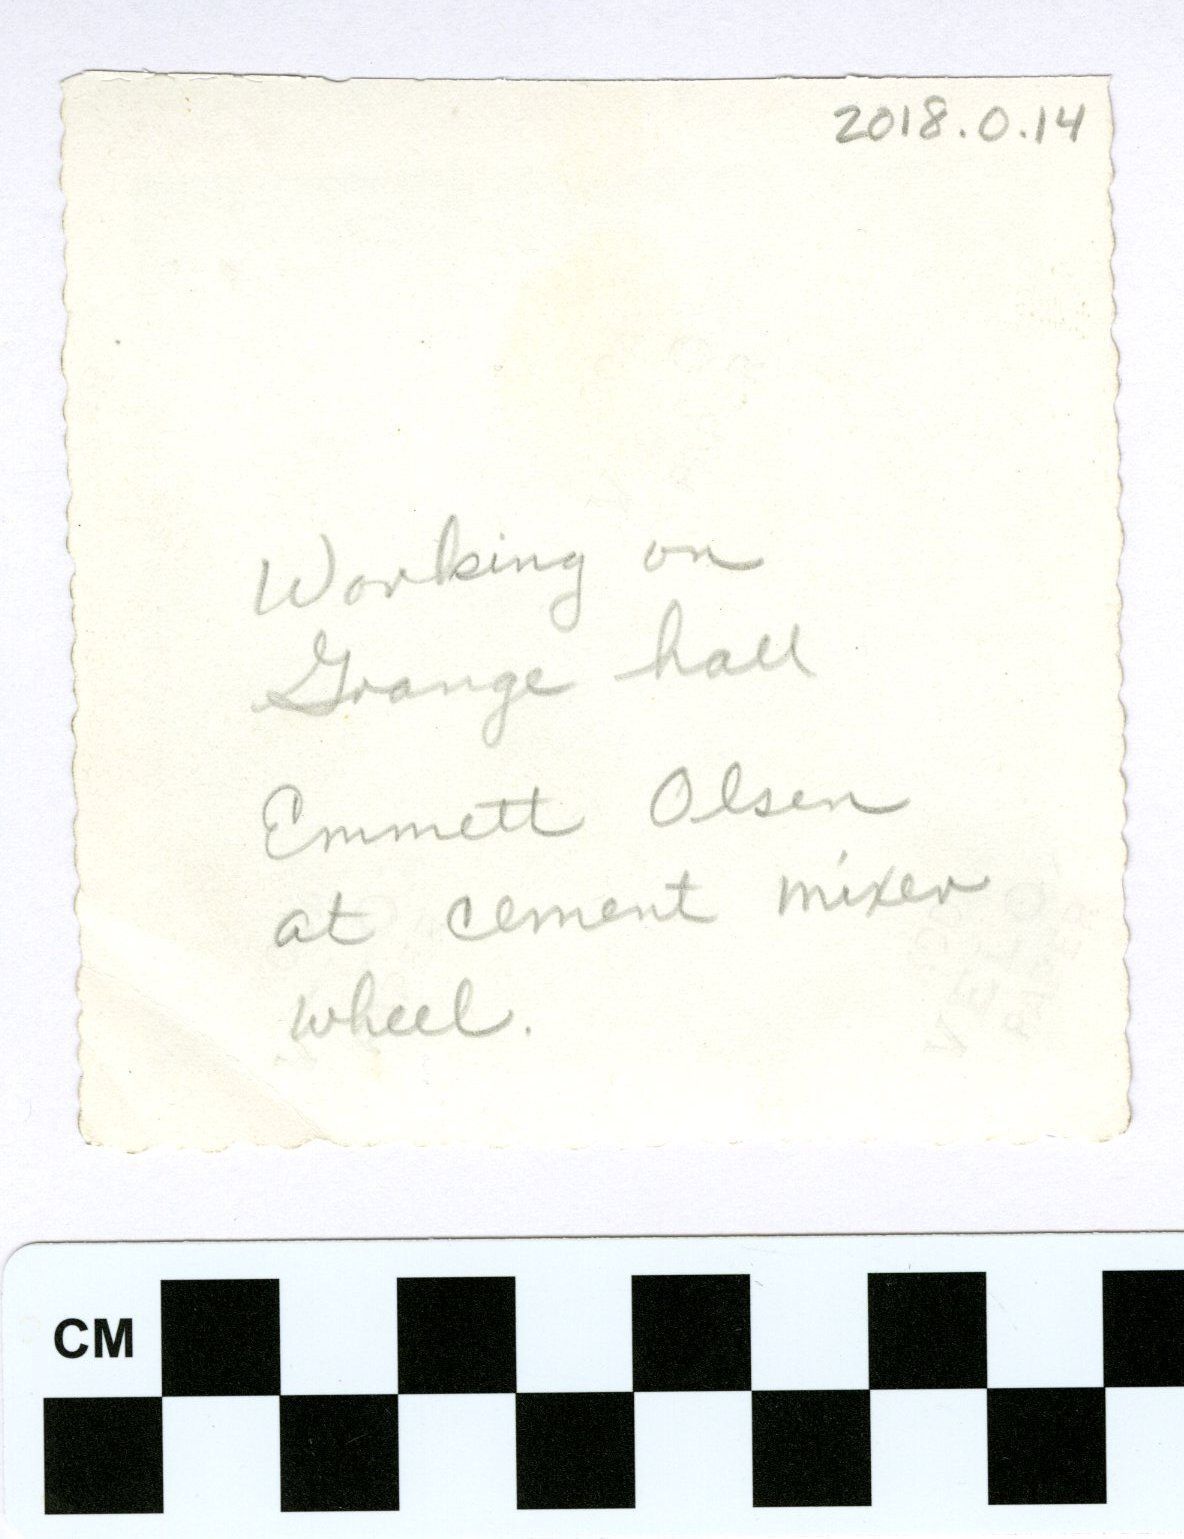 2018.0.14
Working on
Grange hall
Emmett Olsen
at cement mixer
wheel.
CM